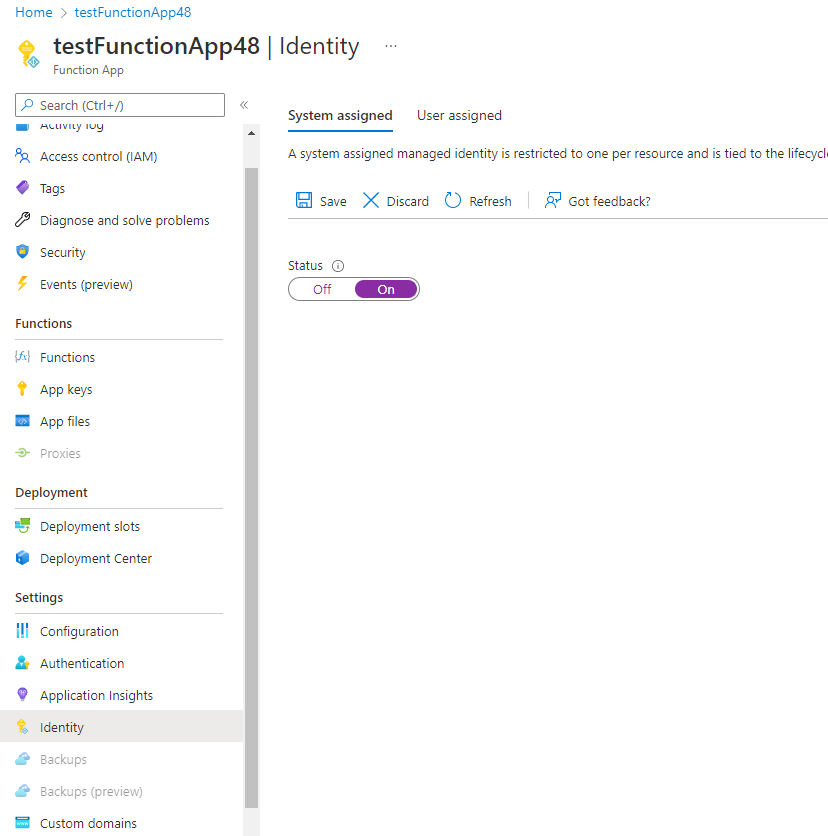 Home > testFunctionApp48
testFunctionApp48 | Identity ...
Function App
Search (Ctrl+/)
«
Activity log
Access control (IAM)
Tags
Diagnose and solve problems
Security
Events (preview)
Functions
Functions
App keys
App files
Proxies
Deployment
Deployment slots
Deployment Center
Settings
Configuration
Authentication
Application Insights
Identity
Backups
Backups (preview)
Custom domains
System assigned User assigned
A system assigned managed identity is restricted to one per resource and is tied to the lifecycl
Save Discard Refresh Got feedback?
Status
Off On